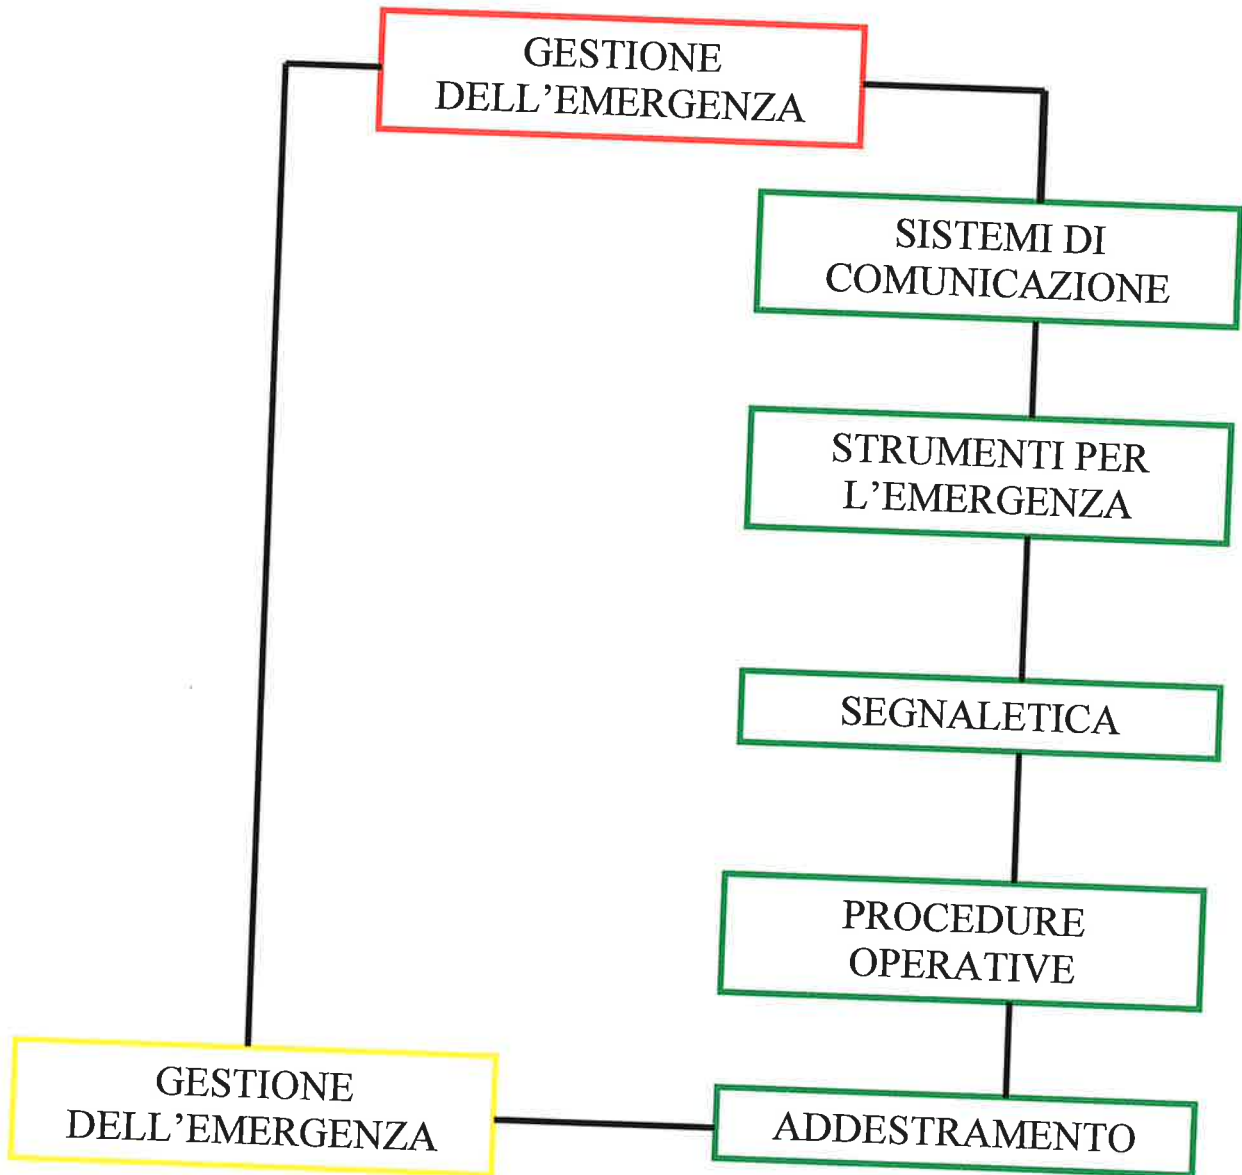 GESTIONE
DELL’EMERGENZA
SISTEMI DI
COMUNICAZIONE
STRUMENTI PER
L’EMERGENZA
SEGNALETICA
PROCEDURE
OPERATIVE
GESTIONE
DELL’EMERGENZA
ADDESTRAMENTO